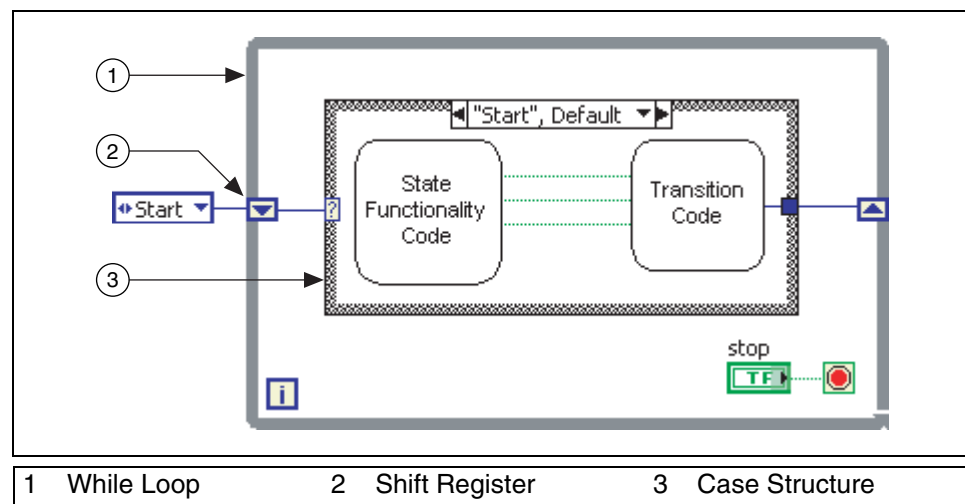 1
"Start", Default
2
State
Functionality
Code
Transition
Code
Start
?
3
stop
TF
i
1 While Loop 2 Shift Register 3 Case Structure